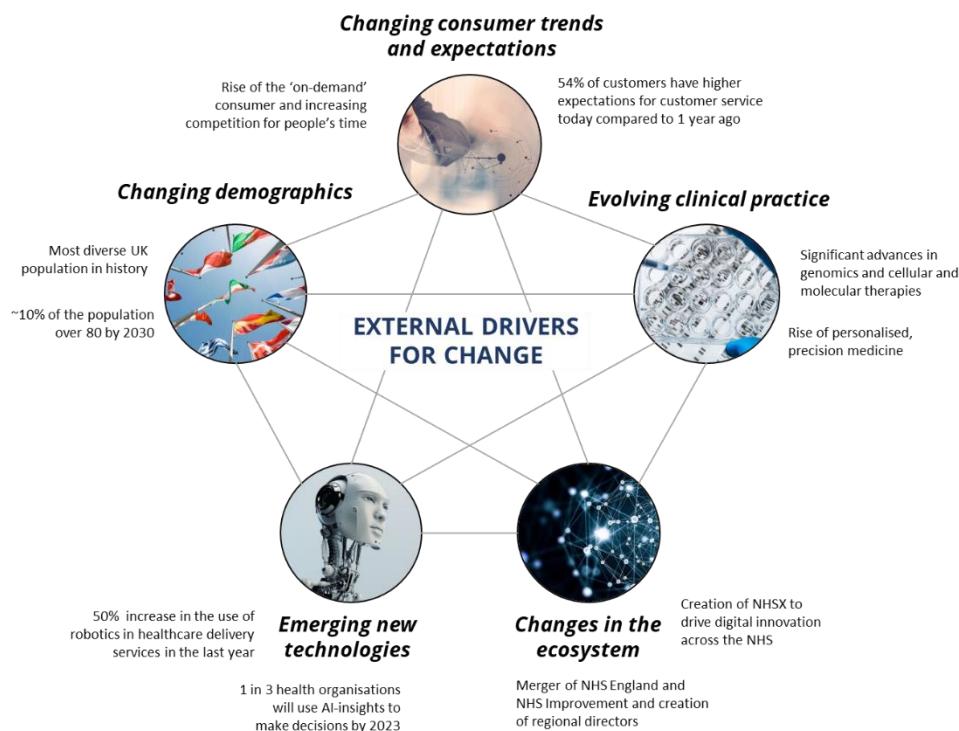 Changing consumer trends
and expectations
Rise of the ‘on-demand’
consumer and increasing
competition for people’s time
54% of customers have higher
expectations for customer service
today compared to 1 year ago
Changing demographics
Most diverse UK
population in history
~10% of the population
over 80 by 2030
Evolving clinical practice
Significant advances in
genomics and cellular and
molecular therapies
Rise of personalised,
precision medicine
EXTERNAL DRIVERS
FOR CHANGE
50% increase in the use of
robotics in healthcare delivery
services in the last year
Emerging new
technologies
1 in 3 health organisations
will use AI-insights to
make decisions by 2023
Changes in the
ecosystem
Creation of NHSX to
drive digital innovation
across the NHS
Merger of NHS England and
NHS Improvement and creation
of regional directors